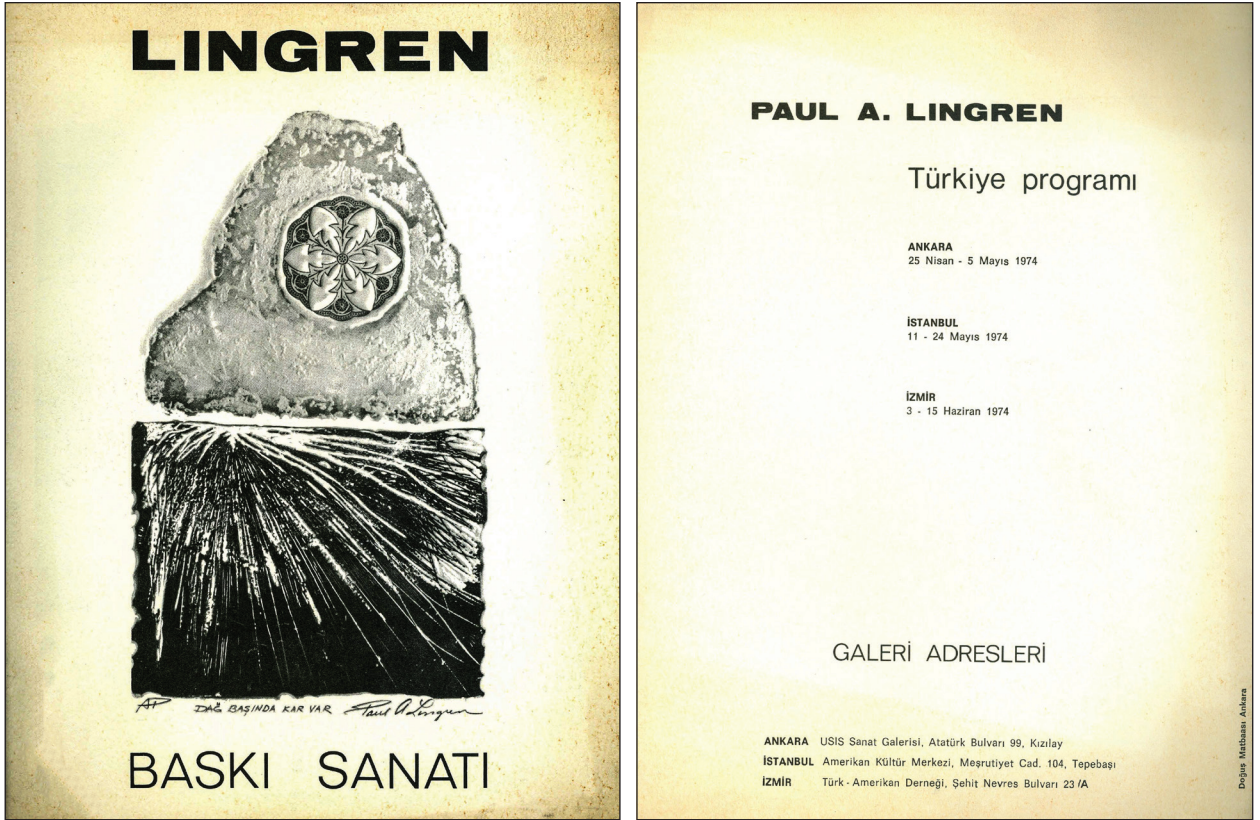 LINGREN
AP DAĞ BAŞINDA KAR VAR Paul A Lingren
BASKI SANATI
PAUL A. LINGREN
Türkiye programı
ANKARA
25 Nisan - 5 Mayıs 1974
İSTANBUL
11 - 24 Mayıs 1974
İZMİR
3 - 15 Haziran 1974
GALERİ ADRESLERİ
ANKARA USIS Sanat Galerisi, Atatürk Bulvarı 99, Kızılay
İSTANBUL Amerikan Kültür Merkezi, Meşrutiyet Cad. 104, Tepebaşı
İZMİR Türk - Amerikan Derneği, Şehit Nevres Bulvarı 23 /A
Doğuş Matbaası Ankara